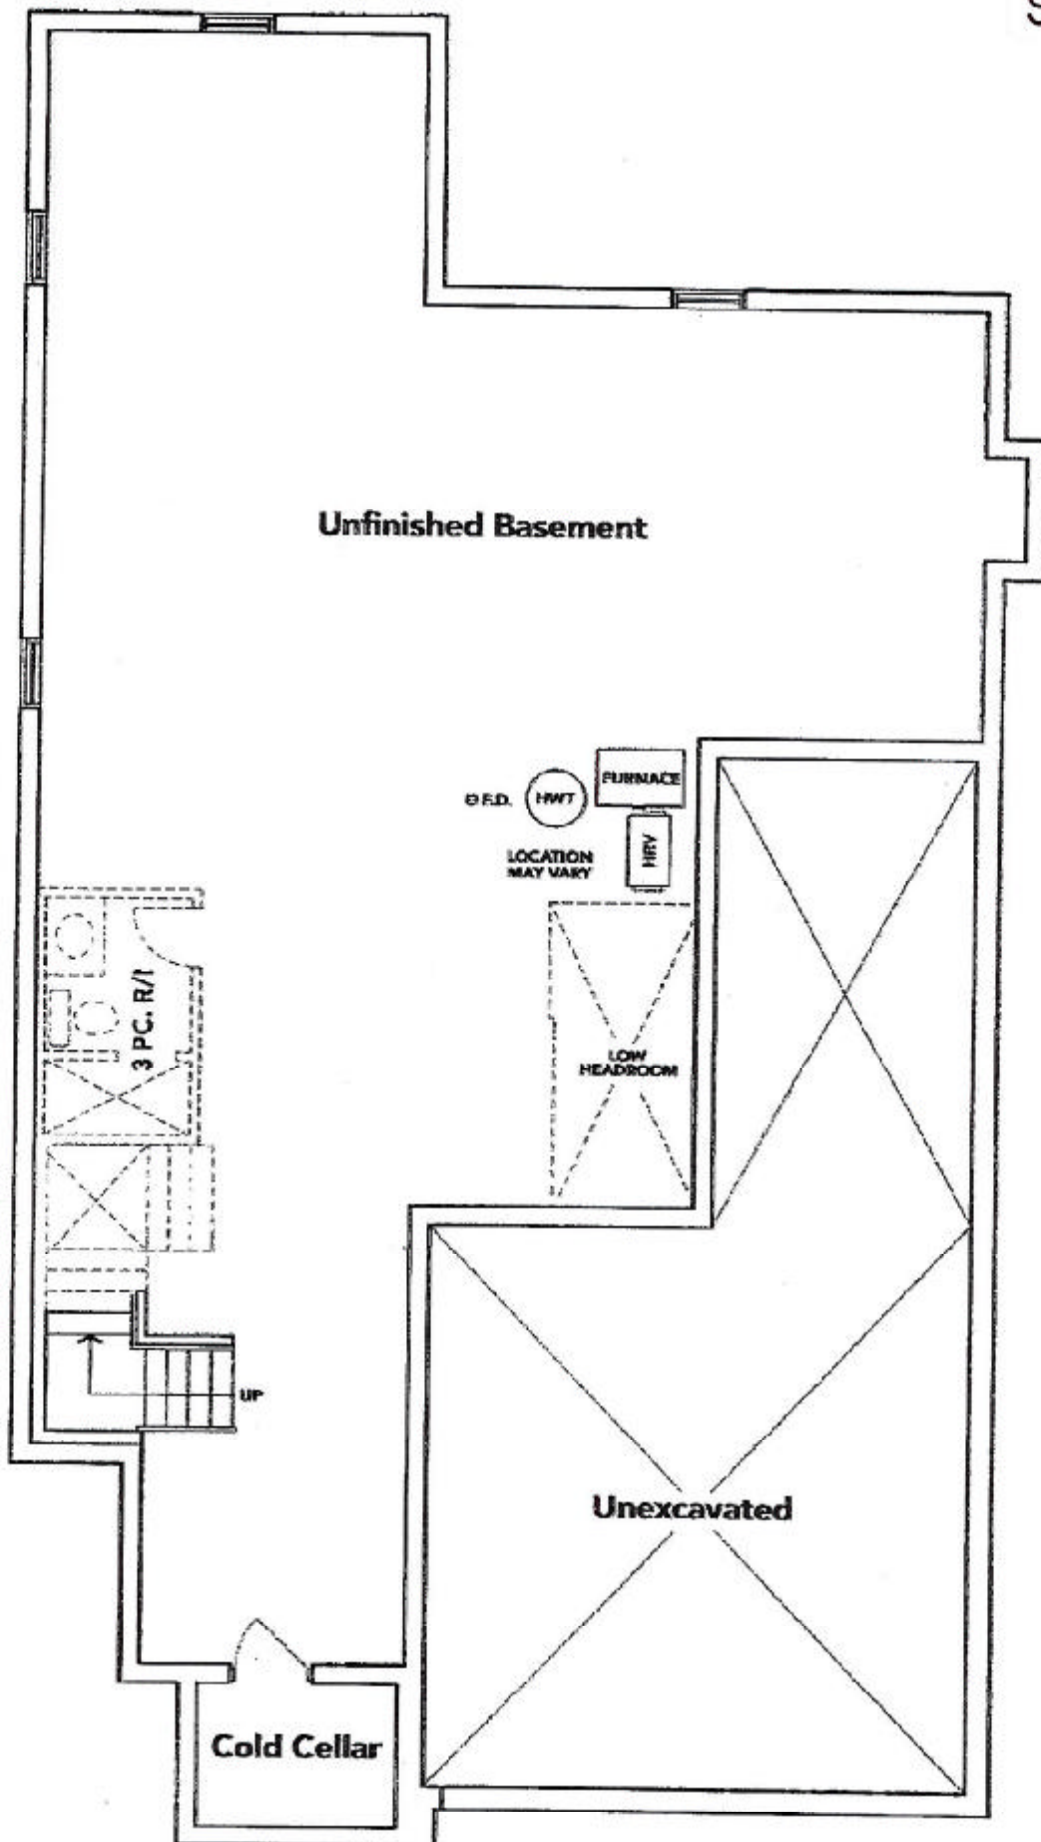 Unfinished Basement
FURNACE
⊖ F.D.
HWT
HRV
LOCATION
MAY VARY
3 PC. R/I
LOW
HEADROOM
UP
Unexcavated
Cold Cellar